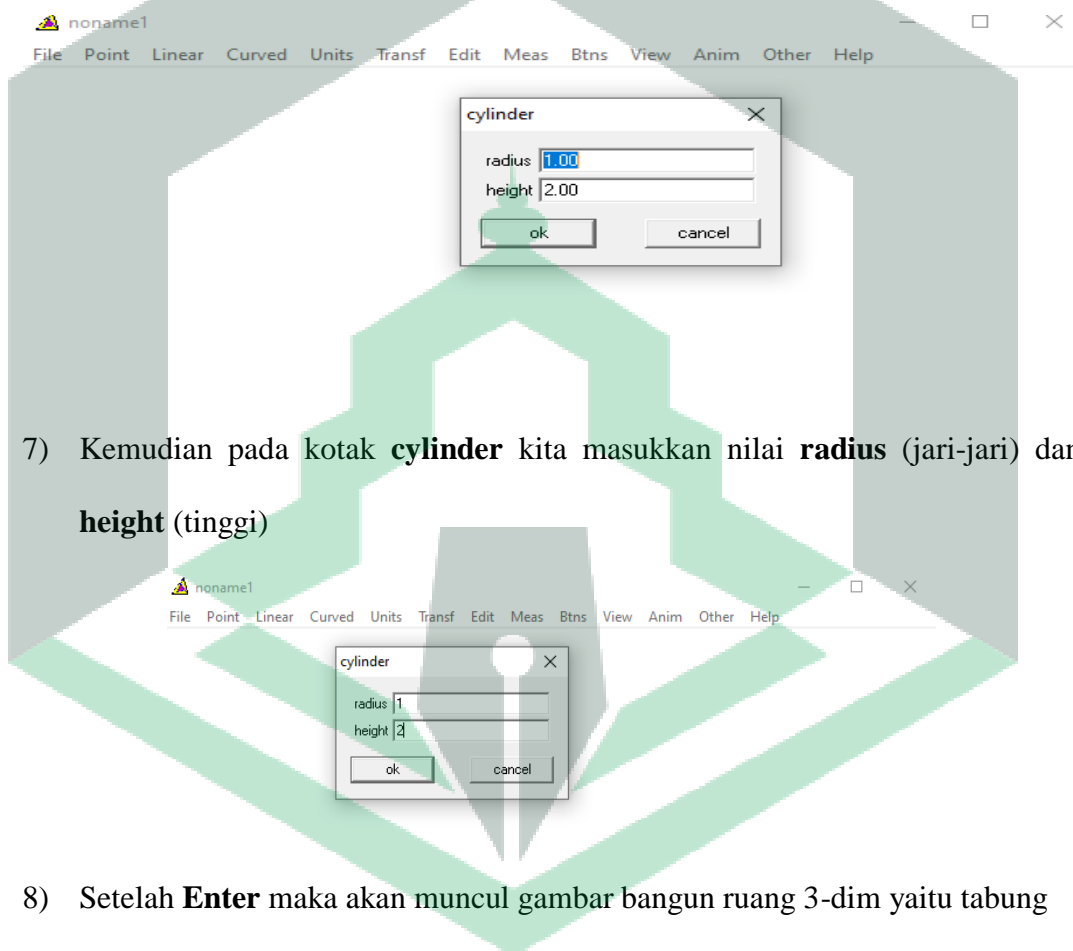 noname1
File Point Linear Curved Units Transf Edit Meas Btns View Anim Other Help
cylinder
radius 1.00
height 2.00
ok cancel
7) Kemudian pada kotak cylinder kita masukkan nilai radius (jari-jari) dan
height (tinggi)
noname1
File Point Linear Curved Units Transf Edit Meas Btns View Anim Other Help
cylinder
radius 1
height 2
ok cancel
8) Setelah Enter maka akan muncul gambar bangun ruang 3-dim yaitu tabung